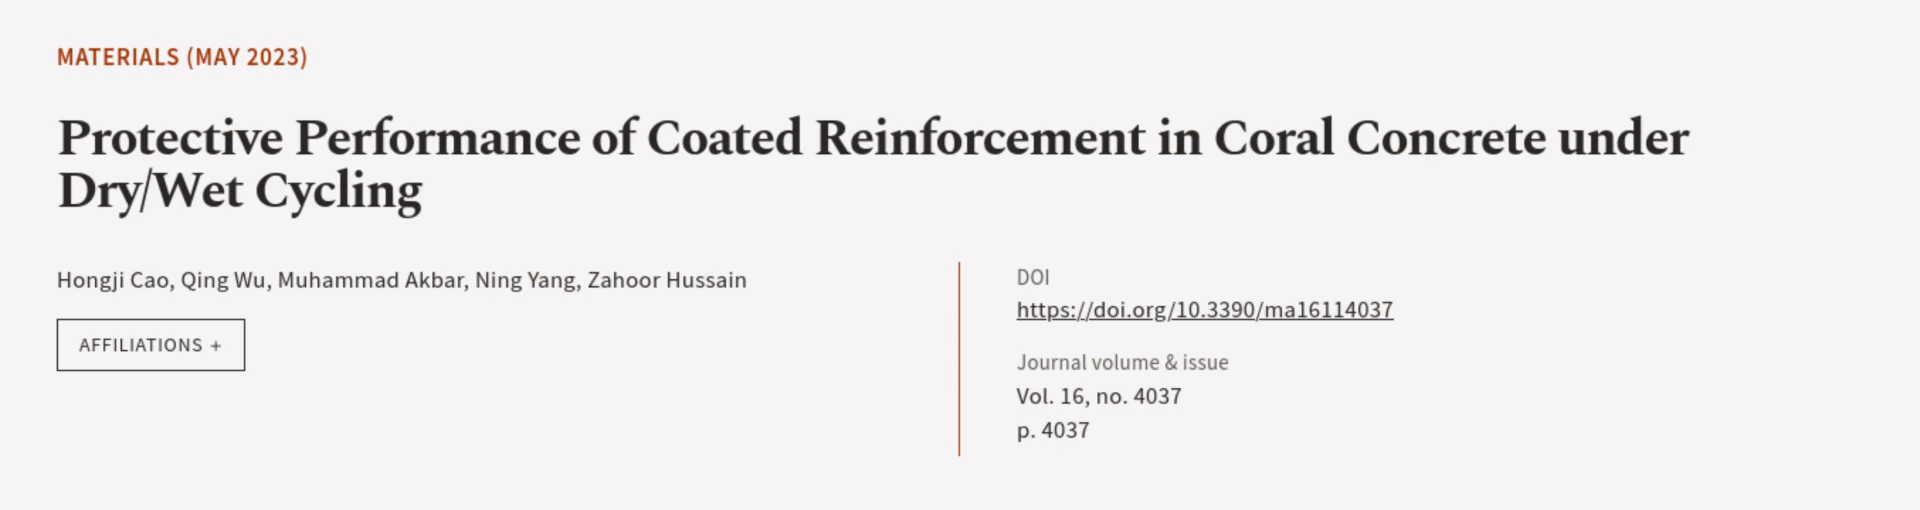 MATERIALS (MAY 2023)
Protective Performance of Coated Reinforcement in Coral Concrete under
Dry/Wet Cycling
Hongji Cao, Qing Wu, Muhammad Akbar, Ning Yang, Zahoor Hussain
AFFILIATIONS +
DOI
https://doi.org/10.3390/ma16114037
Journal volume & issue
Vol. 16, no. 4037
p. 4037